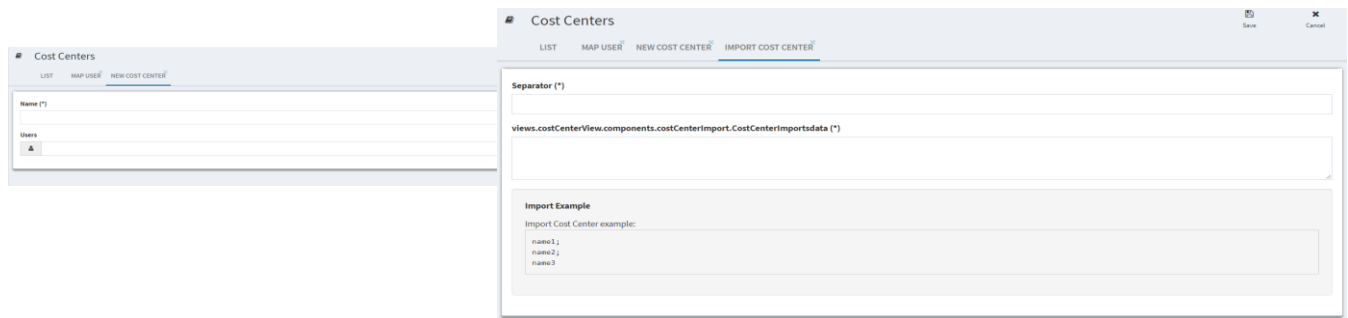 Cost Centers
LIST MAP USER NEW COST CENTER
Name (*)
Users
Cost Centers
Save Cancel
LIST MAP USER NEW COST CENTER IMPORT COST CENTER
Separator (*)
views.costCenterView.components.costCenterImport.CostCenterImportsdata (*)
Import Example
Import Cost Center example:
name1;
name2;
name3